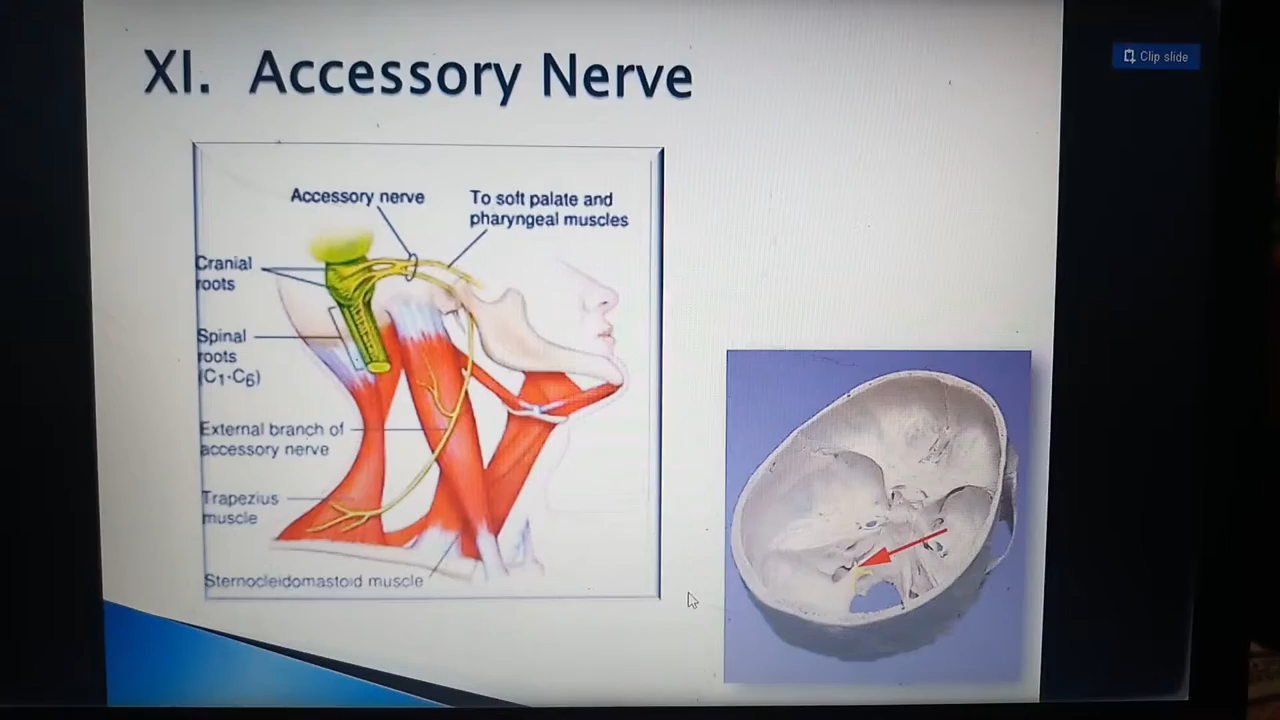 XI. Accessory Nerve
Clip slide
Accessory nerve
To soft palate and
pharyngeal muscles
Cranial
roots
Spinal
roots
(C1-C6)
External branch of
accessory nerve
Trapezius
muscle
Sternocleidomastoid muscle